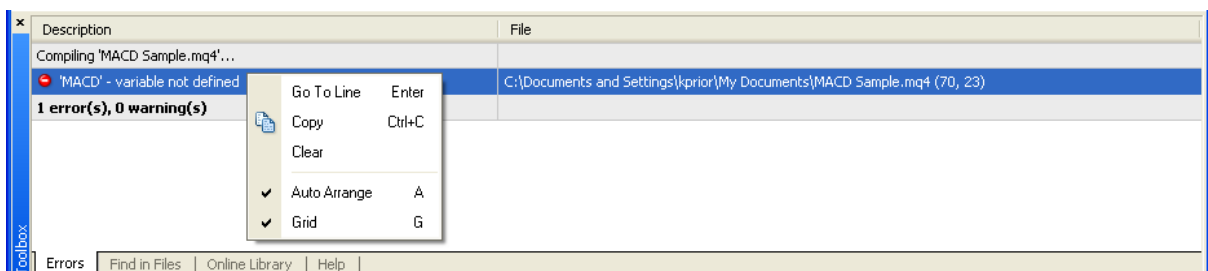 Description File
Compiling 'MACD Sample.mq4'...
'MACD' - variable not defined C:\Documents and Settings\kprior\My Documents\MACD Sample.mq4 (70, 23)
1 error(s), 0 warning(s)
Go To Line Enter
Copy Ctrl+C
Clear
Auto Arrange A
Grid G
Toolbox
Errors | Find in Files | Online Library | Help |